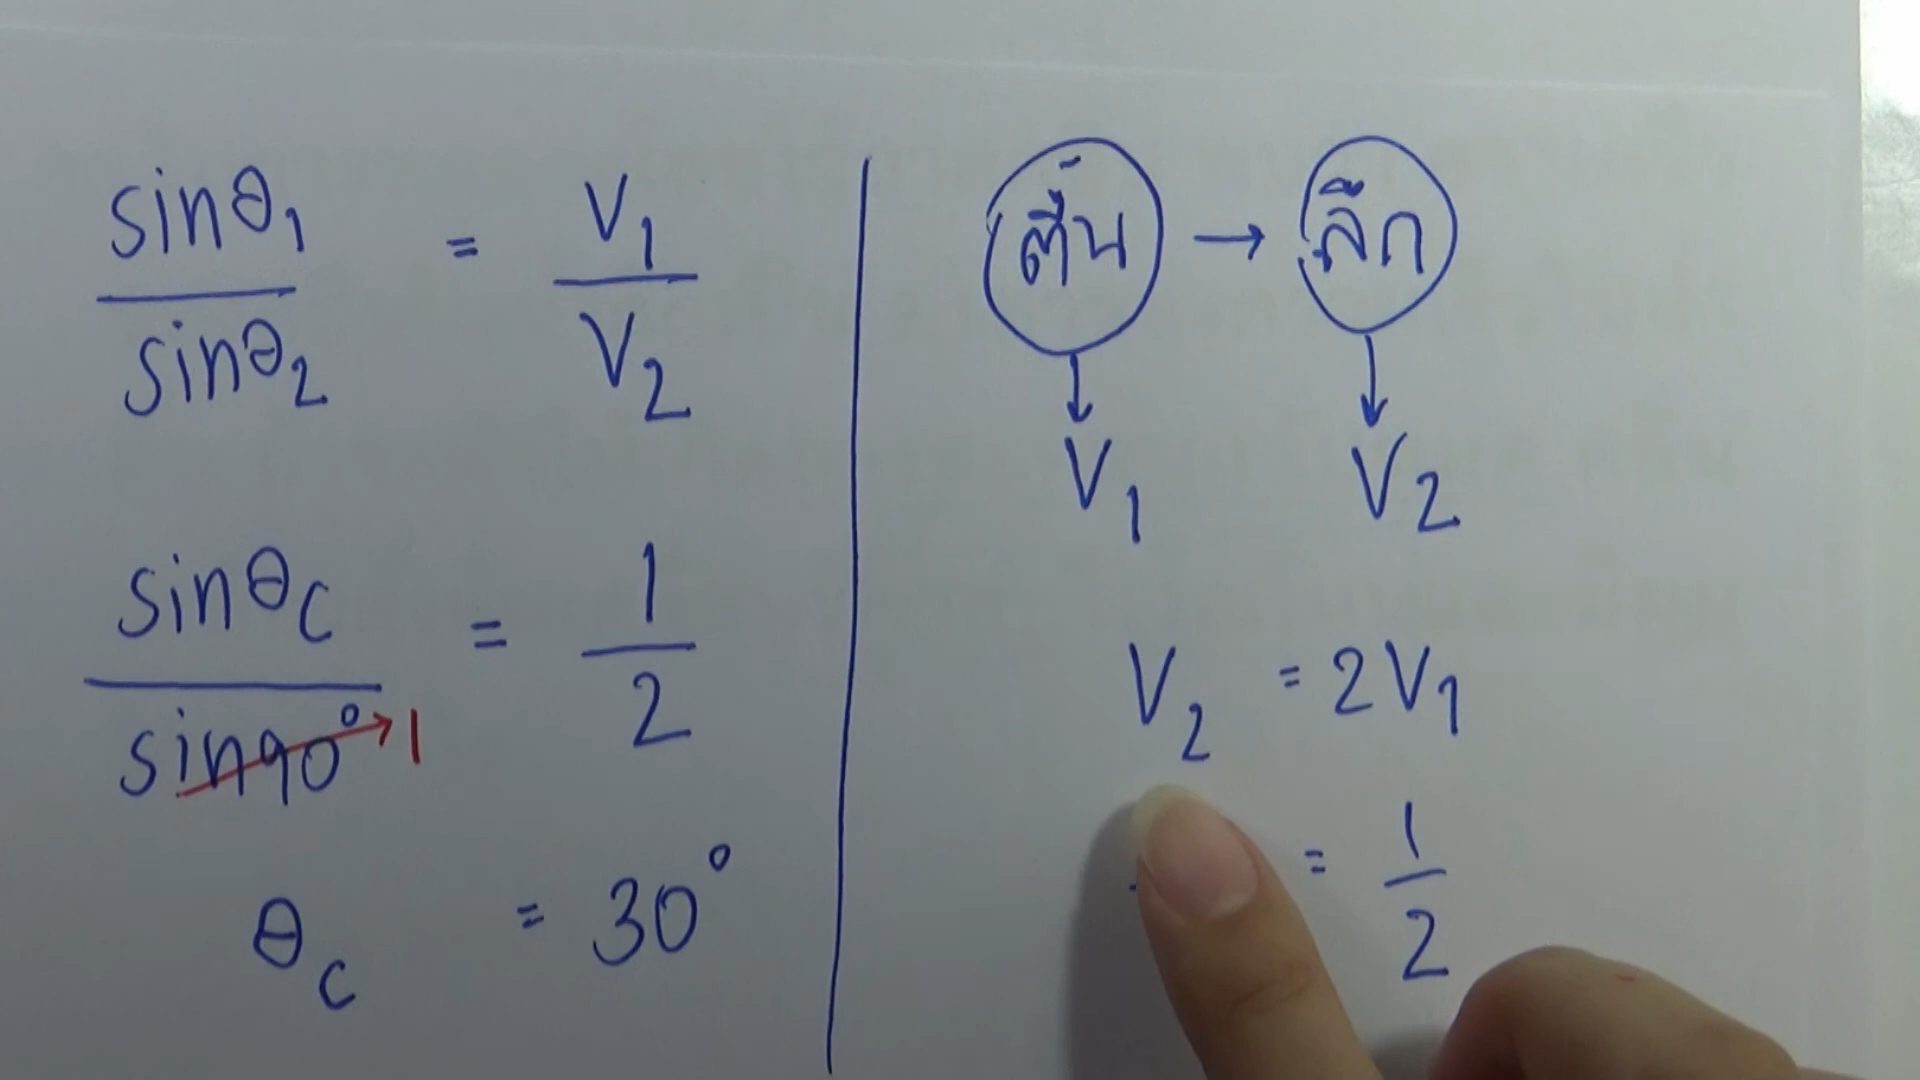 sinθ₁ / sinθ₂ = V₁ / V₂
sinθc / sin90° → 1 = 1 / 2
θc = 30°
ตื้น → ลึก
↓ ↓
V₁ V₂
V₂ = 2V₁
= 1 / 2